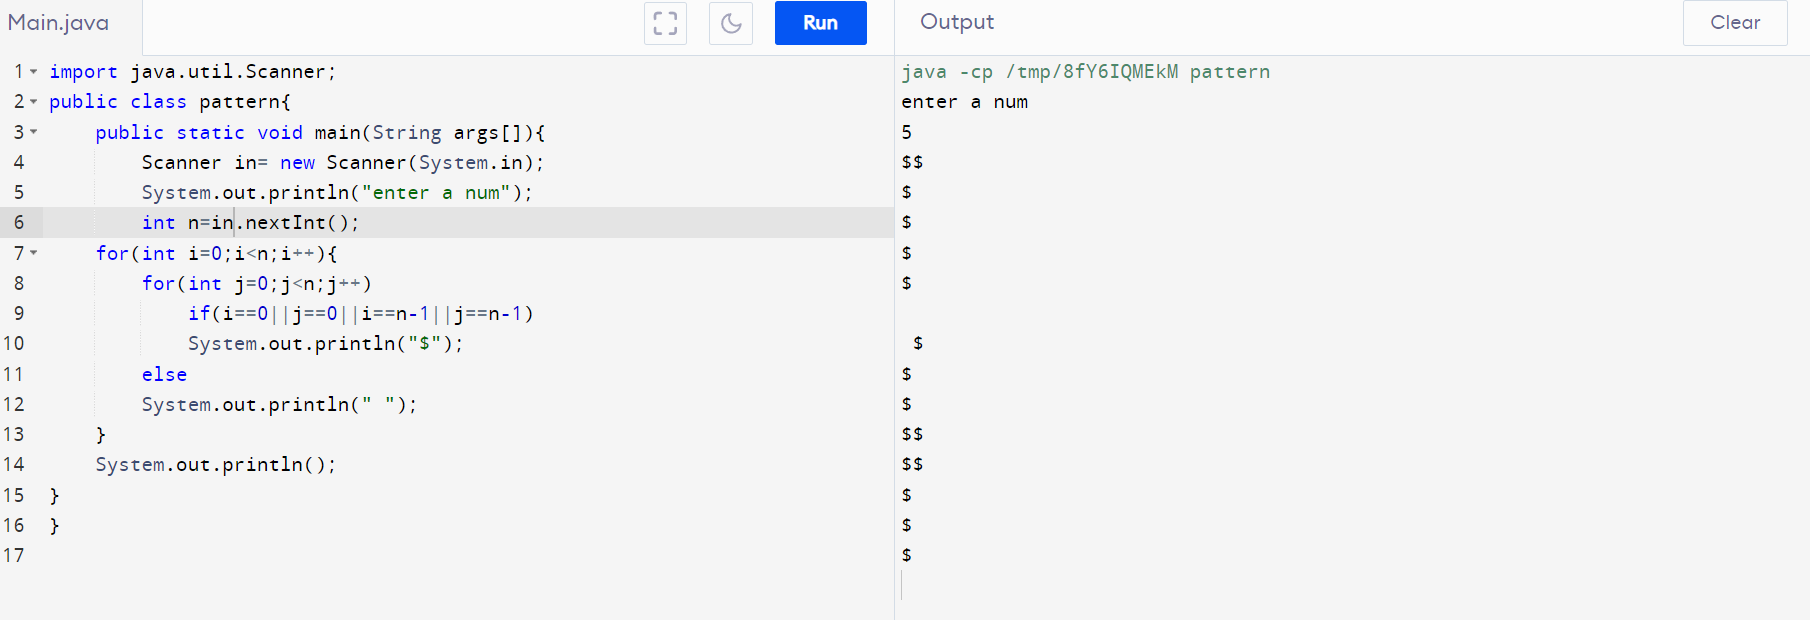 Main.java
Run
Output
Clear
1 import java.util.Scanner;
2 public class pattern{
3 public static void main(String args[]){
4 Scanner in= new Scanner(System.in);
5 System.out.println("enter a num");
6 int n=in.nextInt();
7 for(int i=0;i<n;i++){
8 for(int j=0;j<n;j++)
9 if(i==0||j==0||i==n-1||j==n-1)
10 System.out.println("$");
11 else
12 System.out.println(" ");
13 }
14 System.out.println();
15 }
16 }
17
java -cp /tmp/8fY6IQMEkM pattern
enter a num
5
$$
$
$
$
$
$
$
$
$$
$$
$
$
$